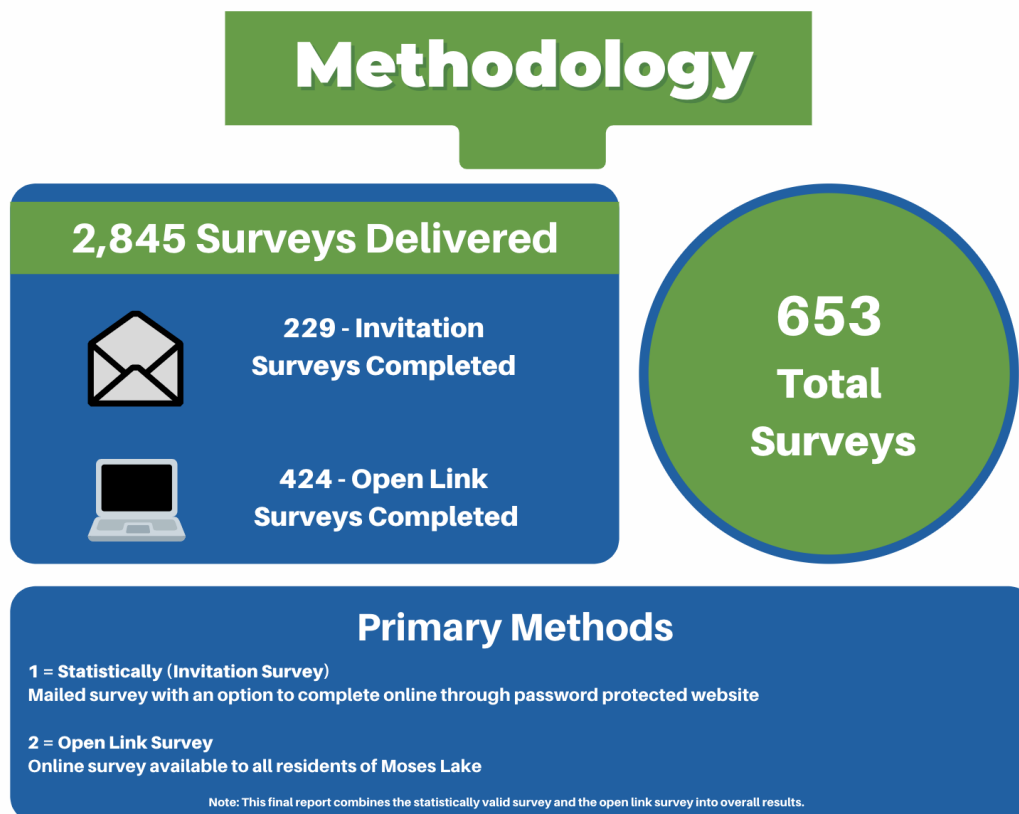 Methodology
2,845 Surveys Delivered
229 - Invitation
Surveys Completed
424 - Open Link
Surveys Completed
653
Total
Surveys
Primary Methods
1 = Statistically (Invitation Survey)
Mailed survey with an option to complete online through password protected website
2 = Open Link Survey
Online survey available to all residents of Moses Lake
Note: This final report combines the statistically valid survey and the open link survey into overall results.